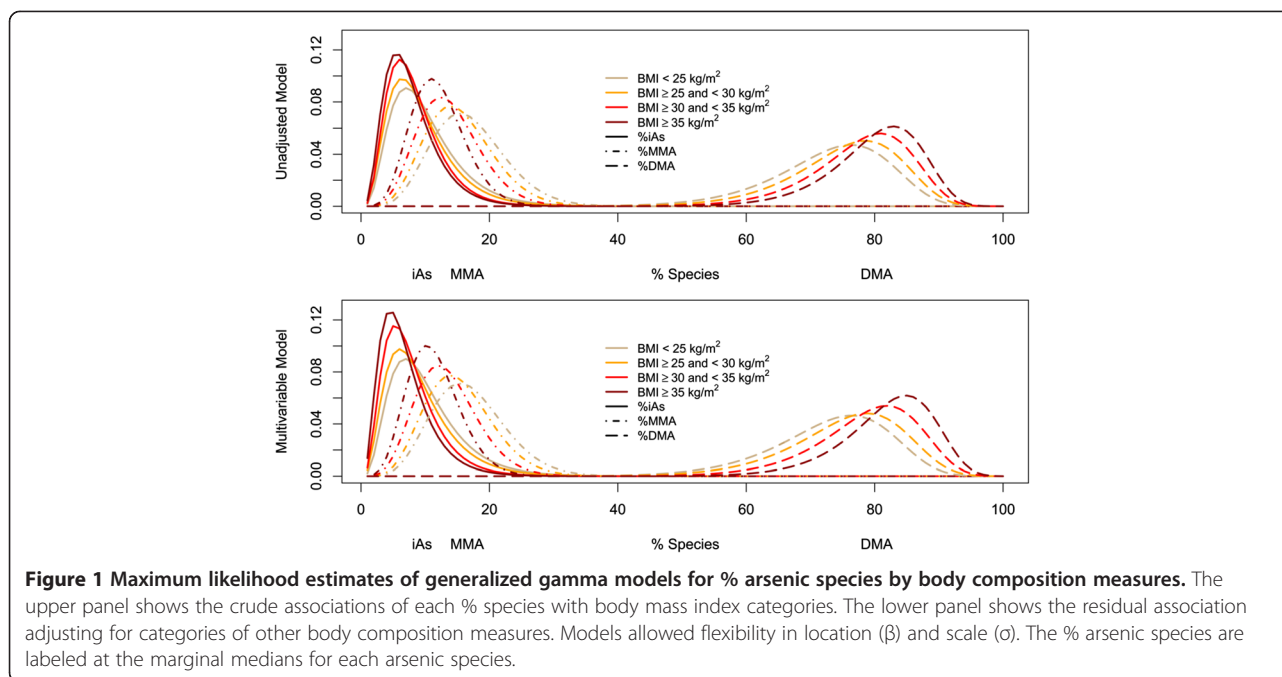 Unadjusted Model
0.12
0.08
0.04
0.00
BMI < 25 kg/m²
BMI ≥ 25 and < 30 kg/m²
BMI ≥ 30 and < 35 kg/m²
BMI ≥ 35 kg/m²
%iAs
%MMA
%DMA
0 20 40 60 80 100
iAs MMA % Species DMA
Multivariable Model
0.12
0.08
0.04
0.00
BMI < 25 kg/m²
BMI ≥ 25 and < 30 kg/m²
BMI ≥ 30 and < 35 kg/m²
BMI ≥ 35 kg/m²
%iAs
%MMA
%DMA
0 20 40 60 80 100
iAs MMA % Species DMA
Figure 1 Maximum likelihood estimates of generalized gamma models for % arsenic species by body composition measures. The
upper panel shows the crude associations of each % species with body mass index categories. The lower panel shows the residual association
adjusting for categories of other body composition measures. Models allowed flexibility in location (β) and scale (σ). The % arsenic species are
labeled at the marginal medians for each arsenic species.